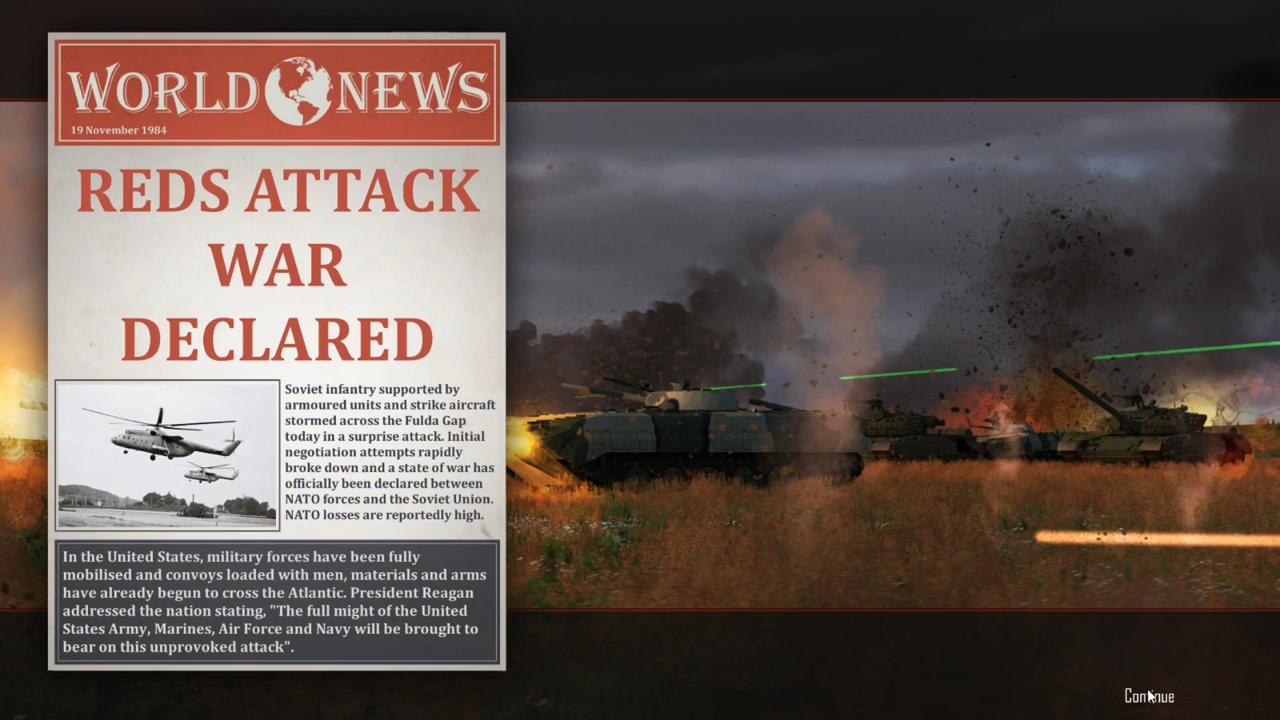 WORLD NEWS
19 November 1984
REDS ATTACK
WAR
DECLARED
Soviet infantry supported by
armoured units and strike aircraft
stormed across the Fulda Gap
today in a surprise attack. Initial
negotiation attempts rapidly
broke down and a state of war has
officially been declared between
NATO forces and the Soviet Union.
NATO losses are reportedly high.
In the United States, military forces have been fully
mobilised and convoys loaded with men, materials and arms
have already begun to cross the Atlantic. President Reagan
addressed the nation stating, "The full might of the United
States Army, Marines, Air Force and Navy will be brought to
bear on this unprovoked attack".
Continue